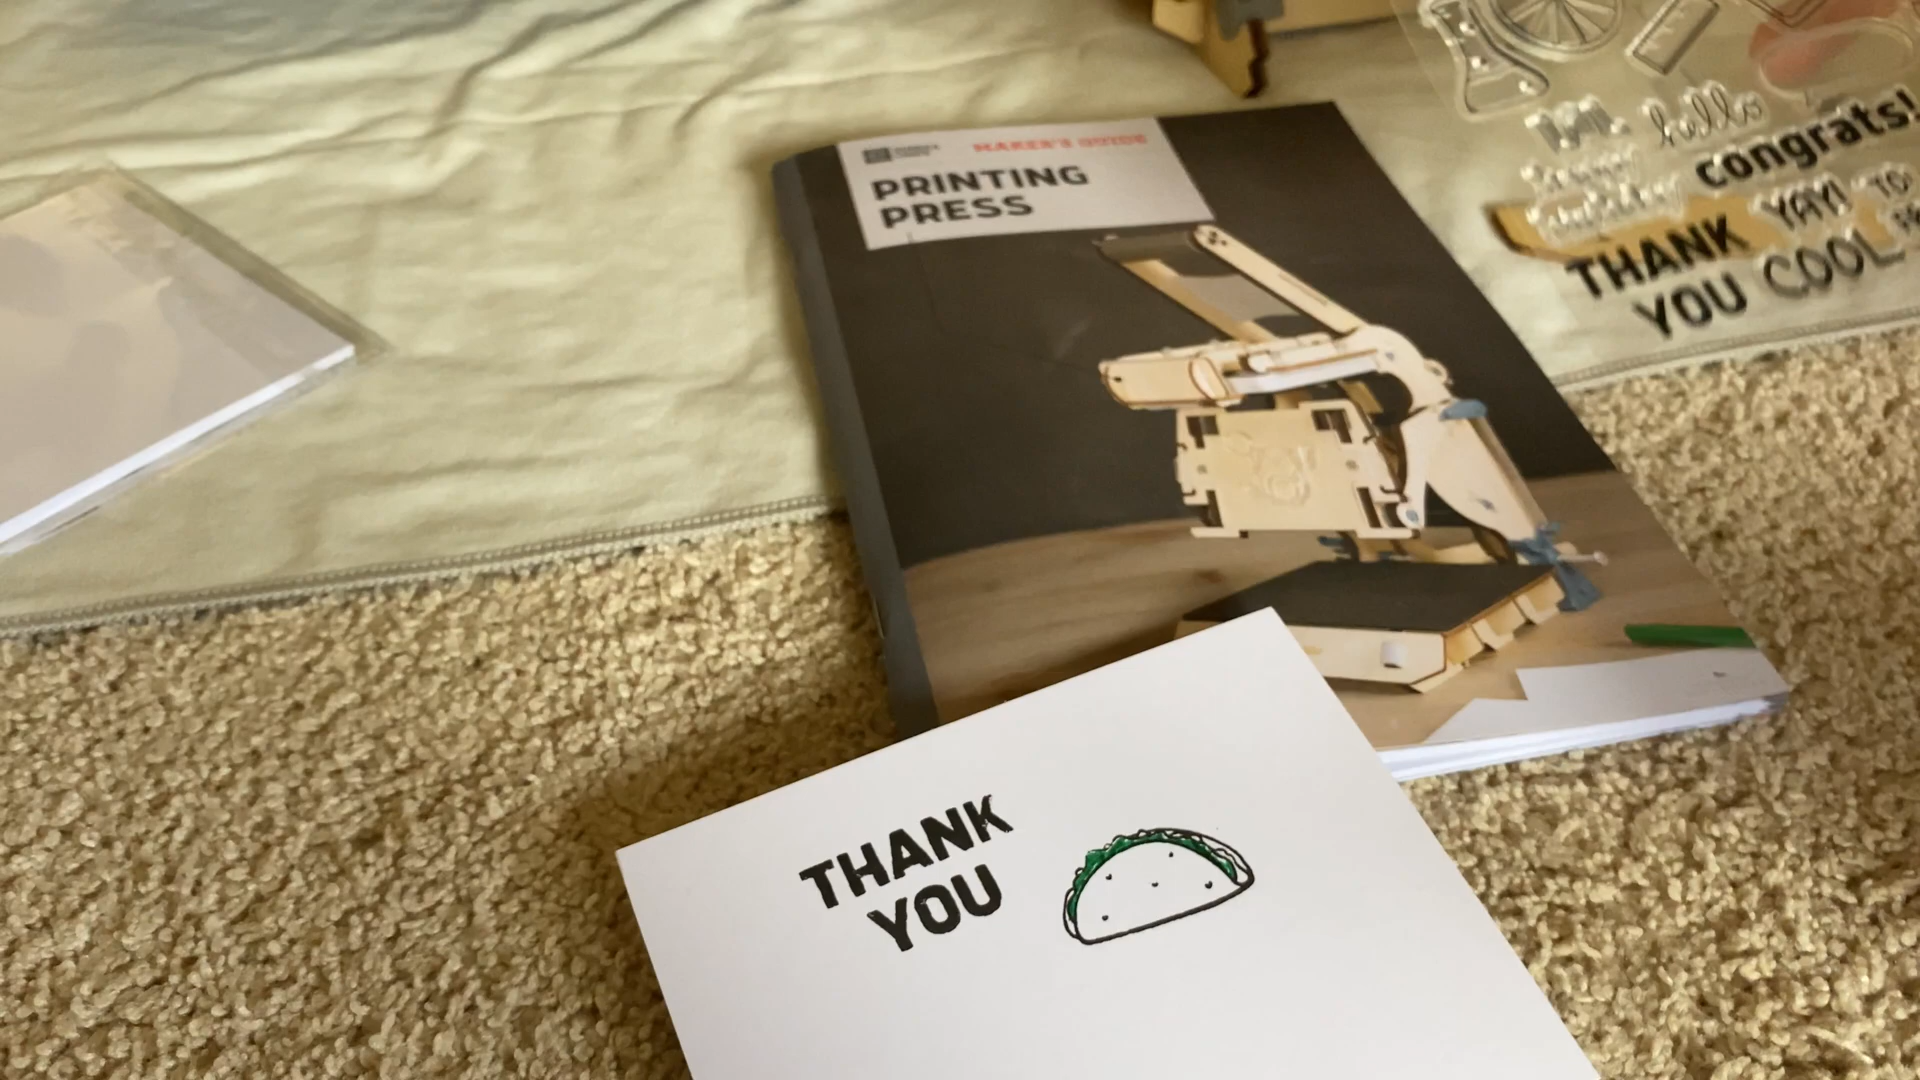 MAKER'S GUIDE
PRINTING
PRESS
hello
congrats!
THANK
YOU
YAY!
COOL
TO:
THANK
YOU